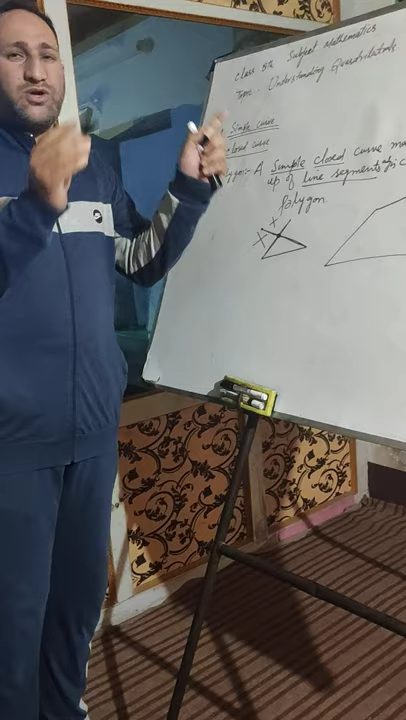 Class 8th Subject Mathematics
Topic - Understanding Quadrilaterals
Simple curve
closed curve
A Simple closed curve ma
up of line segments
Polygon
X
X